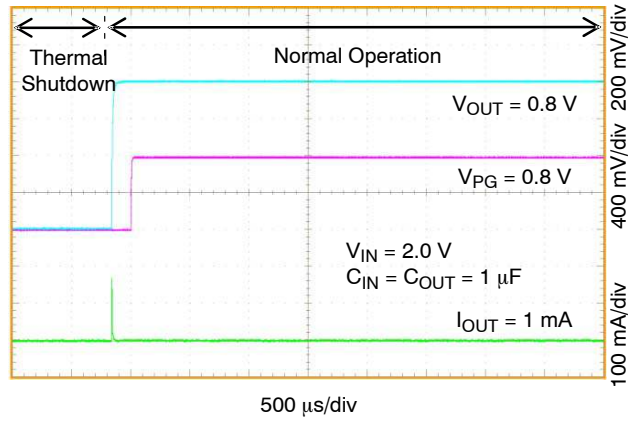 Thermal
Shutdown
Normal Operation
VOUT = 0.8 V
VPG = 0.8 V
VIN = 2.0 V
CIN = COUT = 1 μF
IOUT = 1 mA
200 mV/div
400 mV/div
100 mA/div
500 μs/div